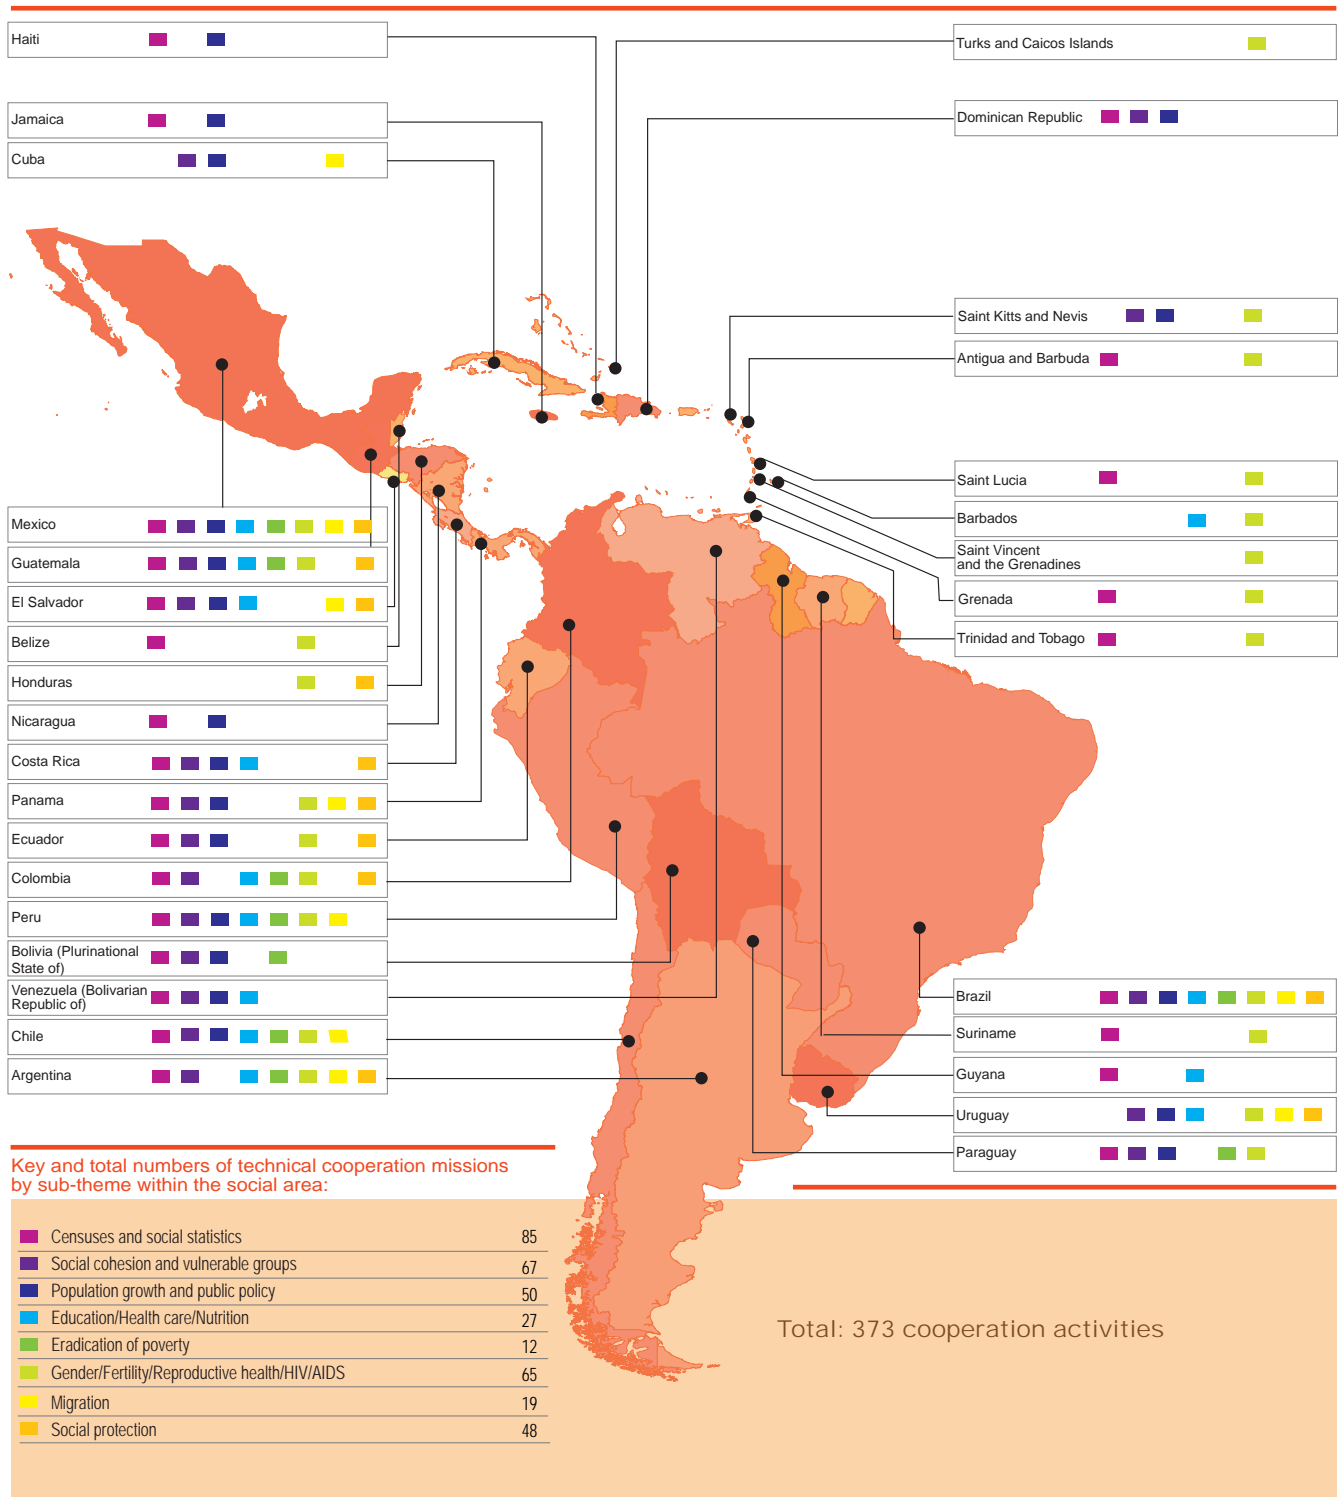 Haiti
Jamaica
Cuba
Turks and Caicos Islands
Dominican Republic
Saint Kitts and Nevis
Antigua and Barbuda
Saint Lucia
Barbados
Saint Vincent
and the Grenadines
Grenada
Trinidad and Tobago
Mexico
Guatemala
El Salvador
Belize
Honduras
Nicaragua
Costa Rica
Panama
Ecuador
Colombia
Peru
Bolivia (Plurinational
State of)
Venezuela (Bolivarian
Republic of)
Chile
Argentina
Brazil
Suriname
Guyana
Uruguay
Paraguay
Key and total numbers of technical cooperation missions
by sub-theme within the social area:
Censuses and social statistics 85
Social cohesion and vulnerable groups 67
Population growth and public policy 50
Education/Health care/Nutrition 27
Eradication of poverty 12
Gender/Fertility/Reproductive health/HIV/AIDS 65
Migration 19
Social protection 48
Total: 373 cooperation activities